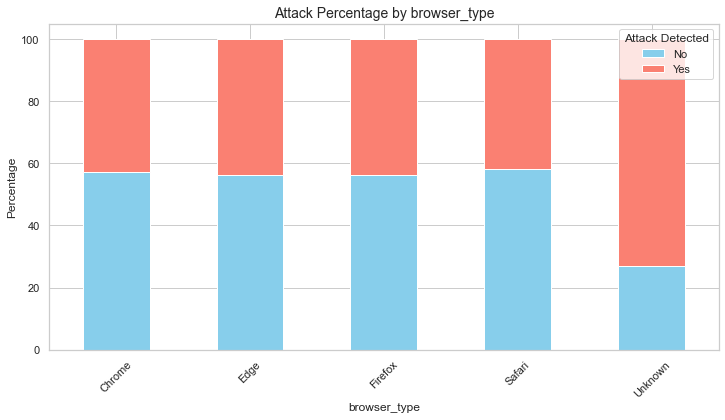 Attack Percentage by browser_type
Attack Detected
No
Yes
Percentage
100
80
60
40
20
0
Chrome
Edge
Firefox
Safari
Unknown
browser_type